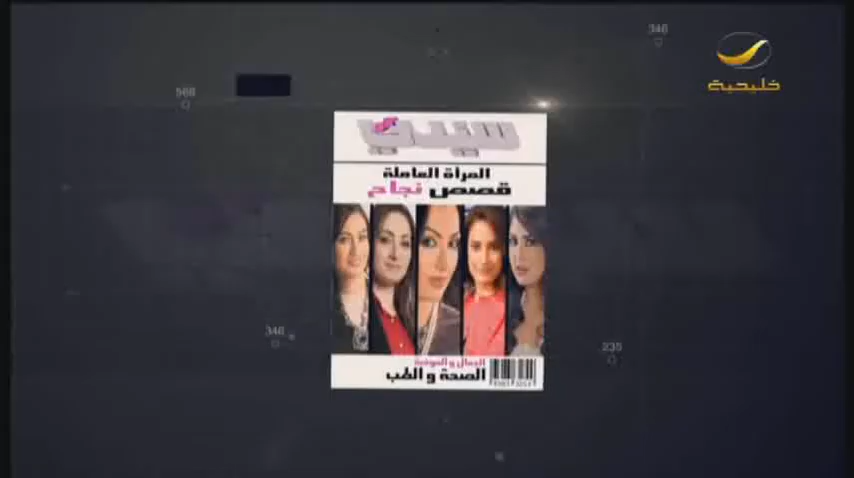 346
568
خليجية
سيدتي
المرأة العاملة
قصص نجاح
346
235
الجمال و الموضة
الصحة و الطب